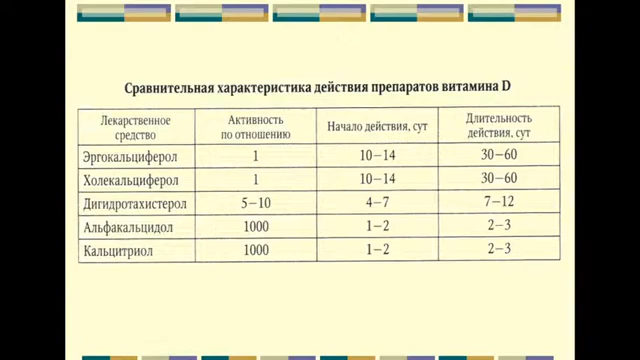 Сравнительная характеристика действия препаратов витамина D
Лекарственное средство Активность по отношению Начало действия, сут Длительность действия, сут
Эргокальциферол 1 10–14 30–60
Холекальциферол 1 10–14 30–60
Дигидротахистерол 5–10 4–7 7–12
Альфакальцидол 1000 1–2 2–3
Кальцитриол 1000 1–2 2–3